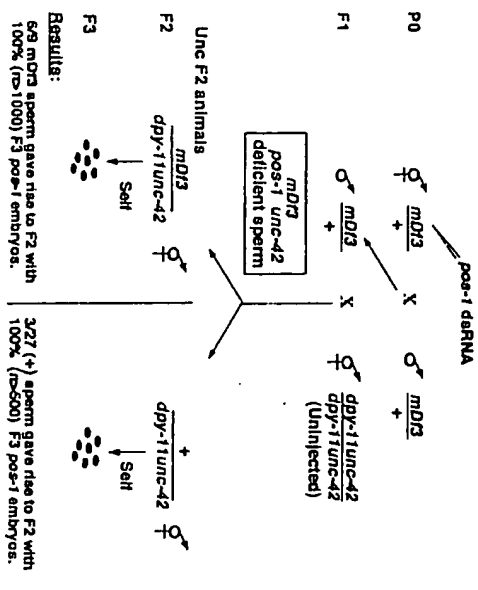 pos-1 dsRNA
P0 mDf3 X mDf3
+ +
F1 mDf3 X dpy-11unc-42
+ dpy-11unc-42
(Uninjected)
mDf3
pos-1 unc-42
deficient sperm
Unc F2 animals
F2 mDf3 +
dpy-11unc-42 dpy-11unc-42
Self Self
F3
Results:
6/9 mDf3 sperm gave rise to F2 with
100% (n>1000) F3 pos-1 embryos.
3/27 (+) sperm gave rise to F2 with
100% (n>500) F3 pos-1 embryos.